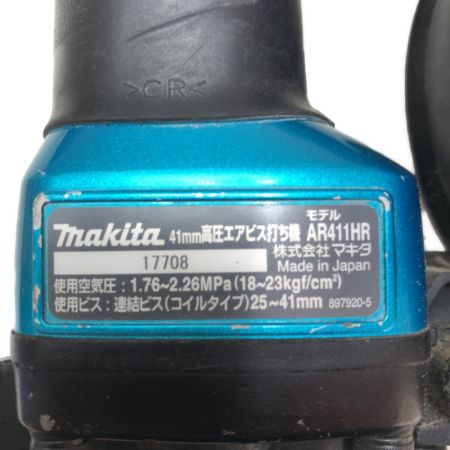 >CR<
makita 41mm高圧エアビス打ち機 モデル AR411HR
17708 株式会社マキタ
Made in Japan
使用空気圧：1.76～2.26MPa(18～23kgf/cm²)
使用ビス：連結ビス(コイルタイプ)25～41mm 897920-5